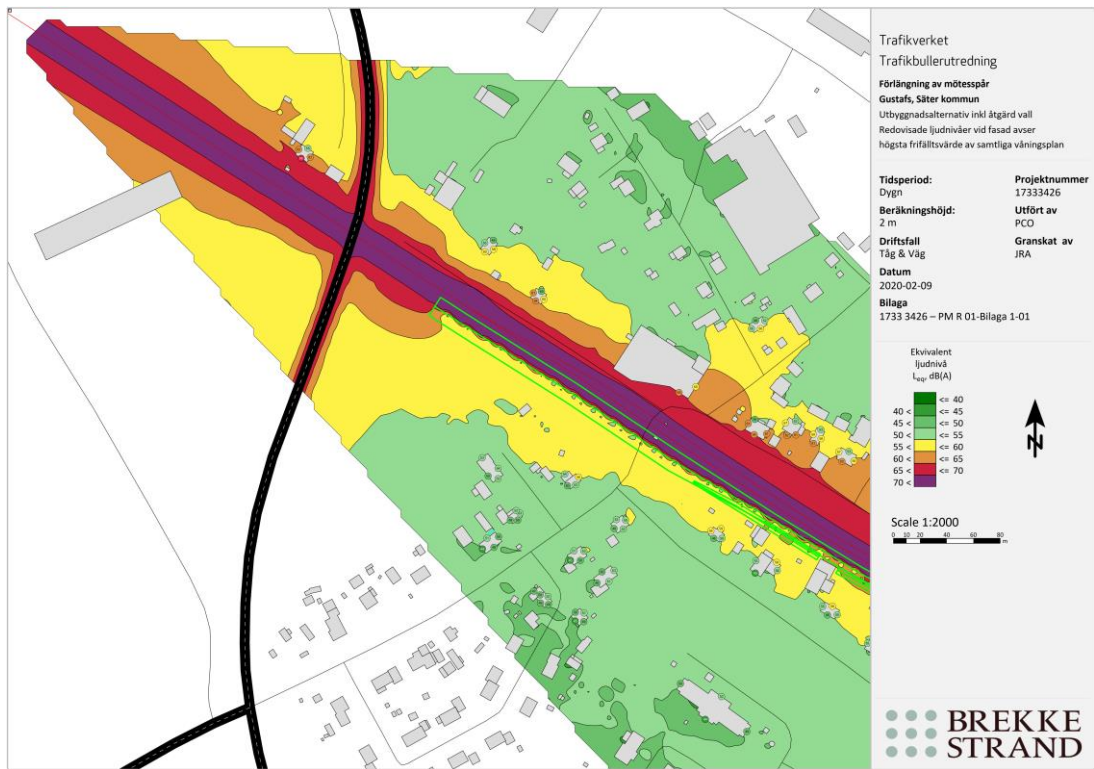 Trafikverket
Trafikbullerutredning
Förlängning av mötesspår
Gustafs, Säter kommun
Utbyggnadsalternativ inkl åtgärd vall
Redovisade ljudnivåer vid fasad avser
högsta frifältsvärde av samtliga våningsplan
Tidsperiod: Projektnummer
Dygn 17333426
Beräkningshöjd: Utfört av
2 m PCO
Driftsfall Granskat av
Tåg & Väg JRA
Datum
2020-02-09
Bilaga
1733 3426 – PM R 01-Bilaga 1-01
Ekvivalent
ljudnivå
Leq, dB(A)
<= 40
40 < <= 45
45 < <= 50
50 < <= 55
55 < <= 60
60 < <= 65
65 < <= 70
70 <
N
Scale 1:2000
0 10 20 40 60 80
m
BREKKE
STRAND